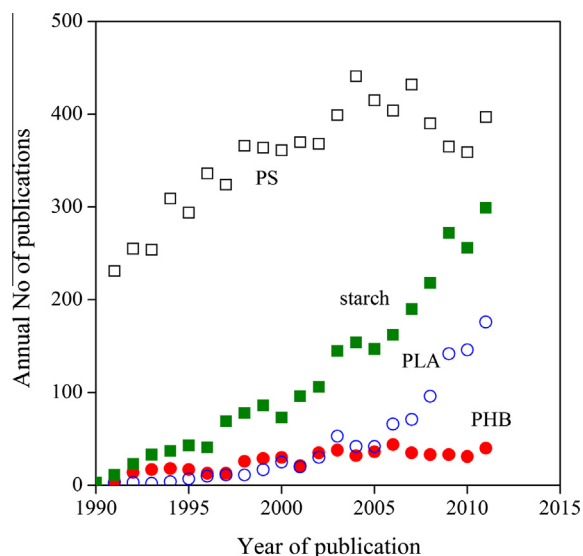 500
400
300
200
100
0
Annual No of publications
PS
starch
PLA
PHB
1990
1995
2000
2005
2010
2015
Year of publication